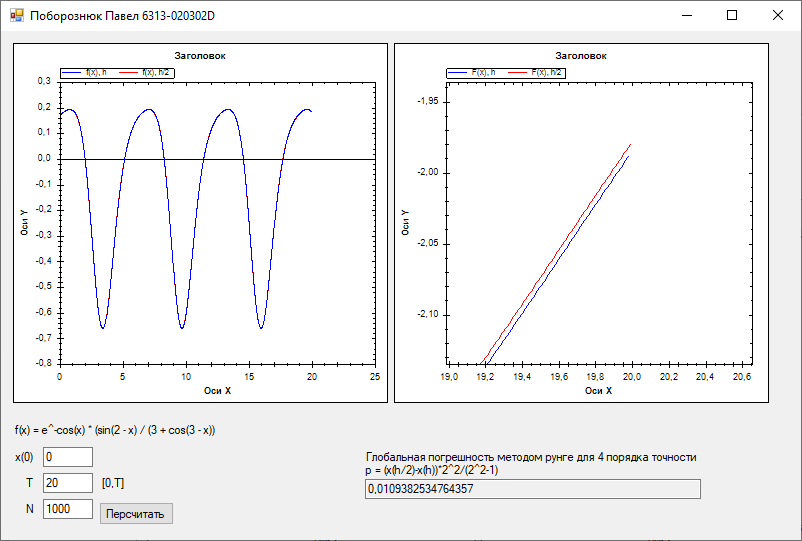 Поборознюк Павел 6313-020302D
Заголовок
f(x), h f(x), h/2
0,3
0,2
0,1
0,0
-0,1
-0,2
-0,3
-0,4
-0,5
-0,6
-0,7
-0,8
Оси Y
0 5 10 15 20 25
Оси X
Заголовок
F(x), h F(x), h/2
-1,95
-2,00
-2,05
-2,10
Оси Y
19,0 19,2 19,4 19,6 19,8 20,0 20,2 20,4 20,6
Оси X
f(x) = e^-cos(x) * (sin(2 - x) / (3 + cos(3 - x))
x(0) 0
T 20 [0,T]
N 1000 Персчитать
Глобальная погрешность методом рунге для 4 порядка точности
p = (x(h/2)-x(h))*2^2/(2^2-1)
0,0109382534764357